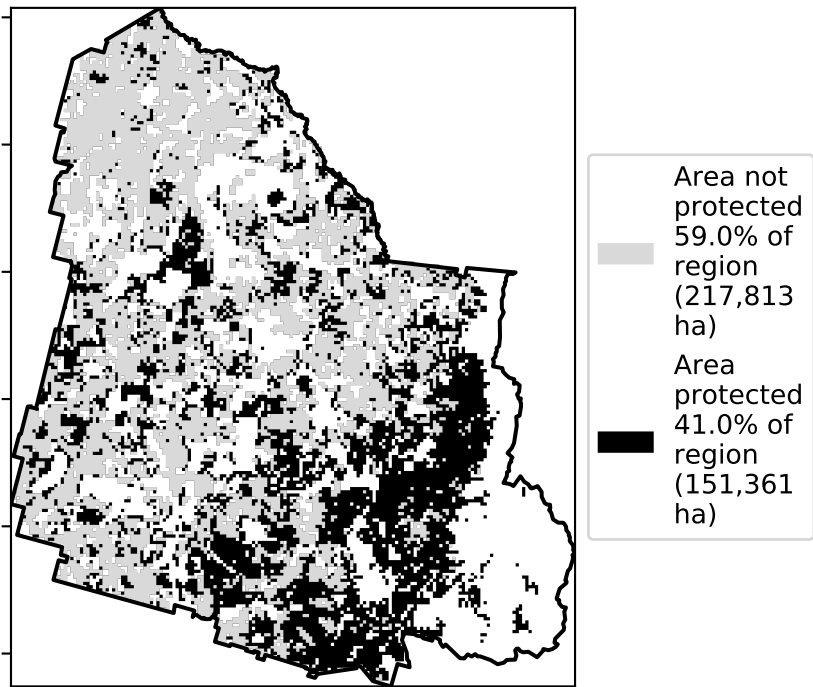 Area not
protected
59.0% of
region
(217,813
ha)
Area
protected
41.0% of
region
(151,361
ha)